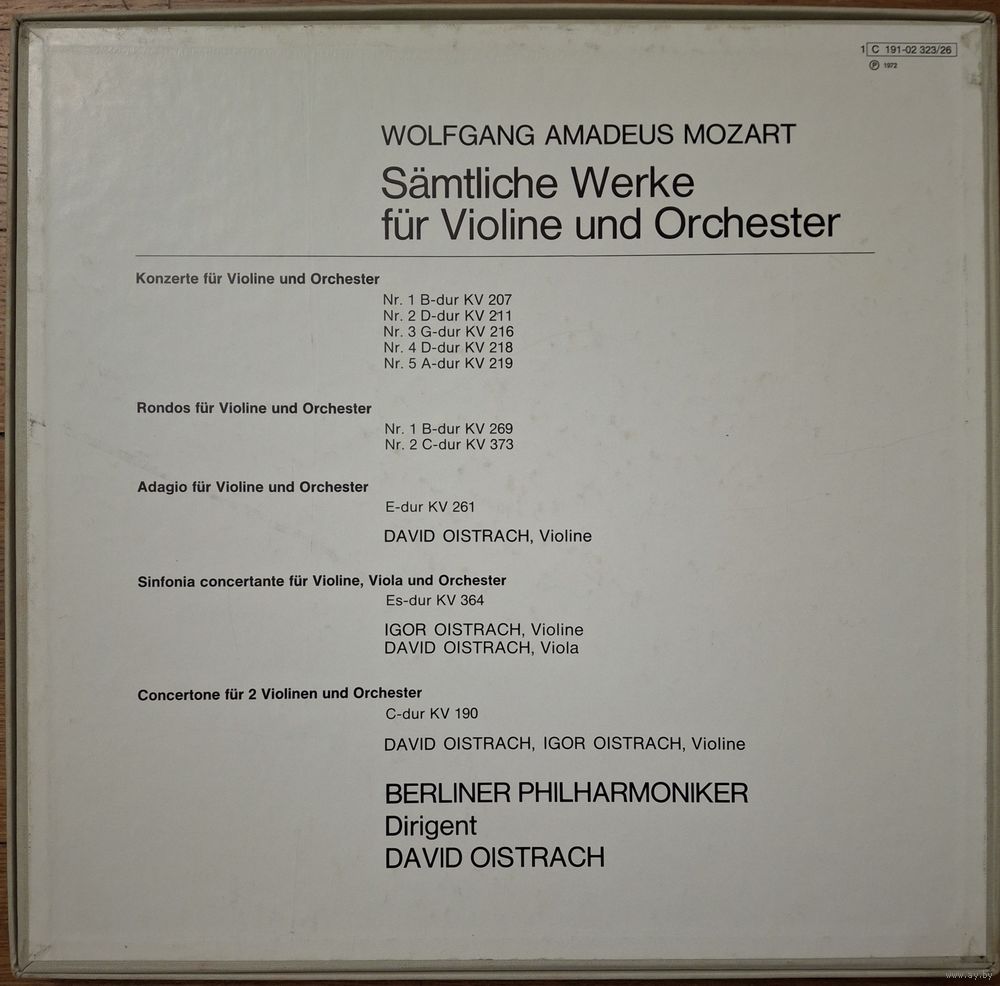 1 C 191-02 323/26
℗ 1972
WOLFGANG AMADEUS MOZART
Sämtliche Werke
für Violine und Orchester
Konzerte für Violine und Orchester
Nr. 1 B-dur KV 207
Nr. 2 D-dur KV 211
Nr. 3 G-dur KV 216
Nr. 4 D-dur KV 218
Nr. 5 A-dur KV 219
Rondos für Violine und Orchester
Nr. 1 B-dur KV 269
Nr. 2 C-dur KV 373
Adagio für Violine und Orchester
E-dur KV 261
DAVID OISTRACH, Violine
Sinfonia concertante für Violine, Viola und Orchester
Es-dur KV 364
IGOR OISTRACH, Violine
DAVID OISTRACH, Viola
Concertone für 2 Violinen und Orchester
C-dur KV 190
DAVID OISTRACH, IGOR OISTRACH, Violine
BERLINER PHILHARMONIKER
Dirigent
DAVID OISTRACH
www.ay.by